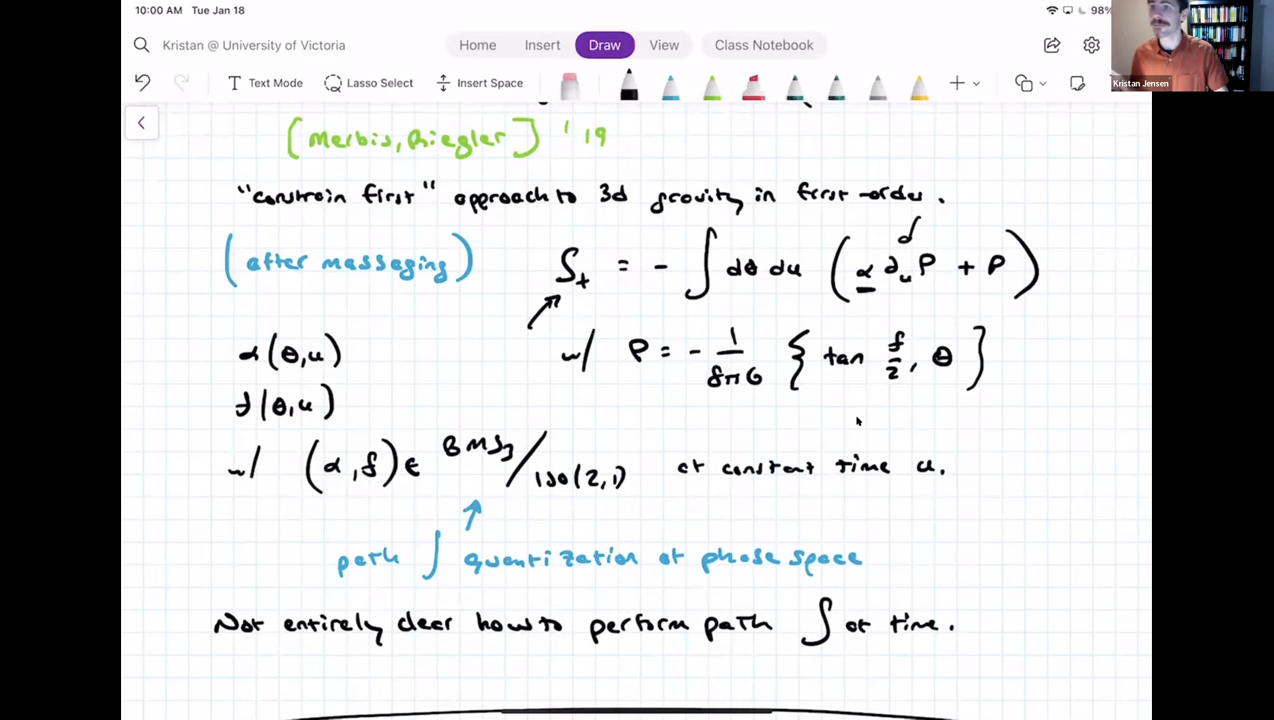 10:00 AM Tue Jan 18 98%
Kristan @ University of Victoria Home Insert Draw View Class Notebook
Text Mode Lasso Select Insert Space
Kristan Jensen
[Merbis, Riegler] '19
"constrain first" approach to 3d gravity in first-order.
(after massaging) S₊ = - ∫ dθ du (α ∂ᵤ P + P)
α(θ,u) w/ P = - 1/8πG { tan f/2, θ }
f(θ,u)
w/ (α, f) ∈ BMS₃/ISO(2,1) at constant time u.
path ∫ quantization of phase space
Not entirely clear how to perform path ∫ at time.